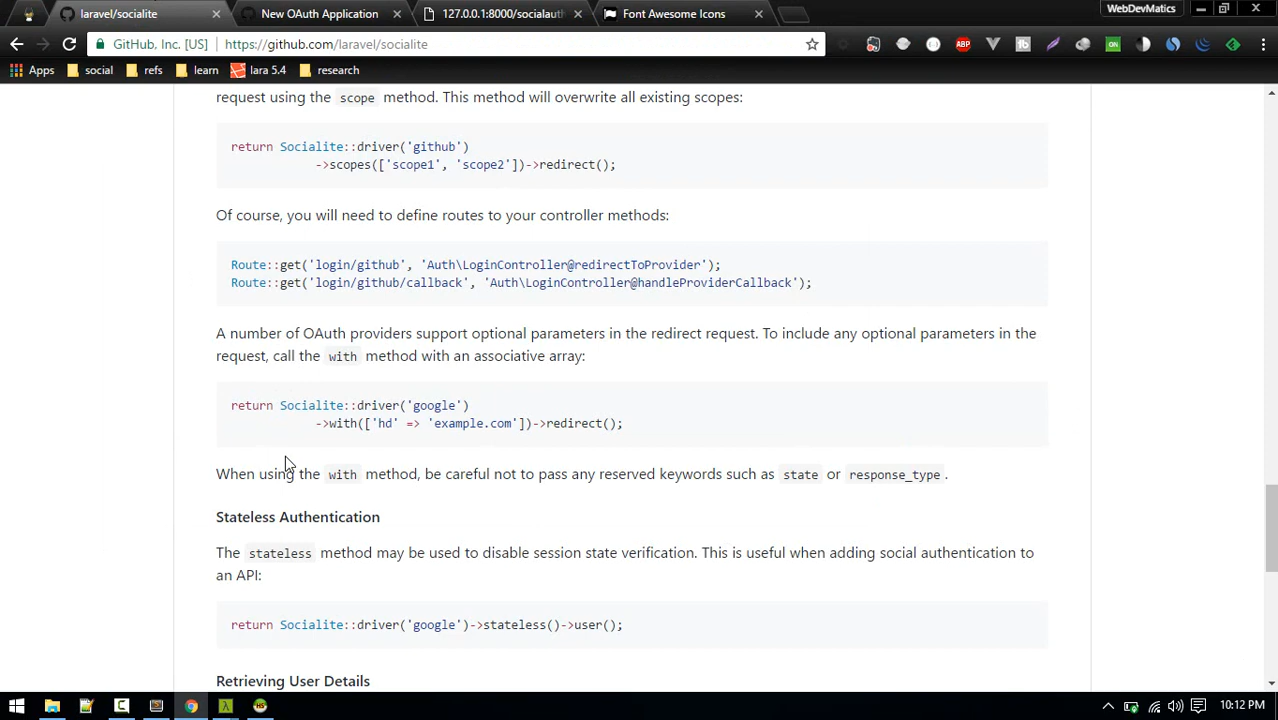 laravel/socialite
New OAuth Application
127.0.0.1:8000/socialaut
Font Awesome Icons
WebDevMatics
GitHub, Inc. [US]
https://github.com/laravel/socialite
ABP
ON
Apps
social
refs
learn
lara 5.4
research
request using the scope method. This method will overwrite all existing scopes:
return Socialite::driver('github')
->scopes(['scope1', 'scope2'])->redirect();
Of course, you will need to define routes to your controller methods:
Route::get('login/github', 'Auth\LoginController@redirectToProvider');
Route::get('login/github/callback', 'Auth\LoginController@handleProviderCallback');
A number of OAuth providers support optional parameters in the redirect request. To include any optional parameters in the
request, call the with method with an associative array:
return Socialite::driver('google')
->with(['hd' => 'example.com'])->redirect();
When using the with method, be careful not to pass any reserved keywords such as state or response_type.
Stateless Authentication
The stateless method may be used to disable session state verification. This is useful when adding social authentication to
an API:
return Socialite::driver('google')->stateless()->user();
Retrieving User Details
10:12 PM